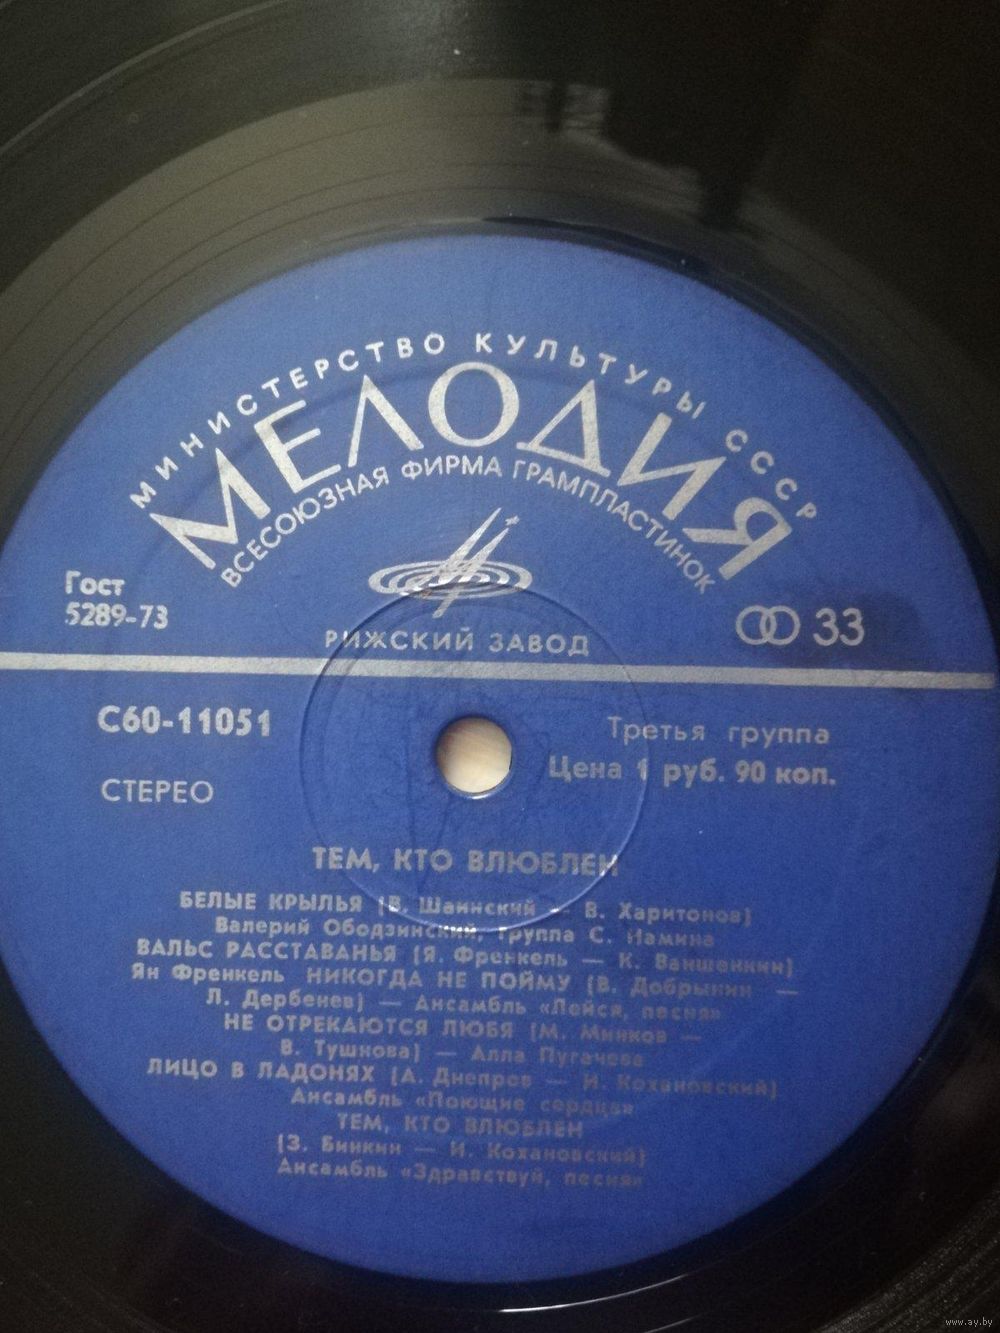 МИНИСТЕРСТВО КУЛЬТУРЫ СССР
МЕЛОДИЯ
ВСЕСОЮЗНАЯ ФИРМА ГРАМПЛАСТИНОК
Гост
5289-73
33
РИЖСКИЙ ЗАВОД
С60-11051
Третья группа
Цена 1 руб. 90 коп.
СТЕРЕО
ТЕМ, КТО ВЛЮБЛЕН
БЕЛЫЕ КРЫЛЬЯ (В. Шаинский — В. Харитонов)
Валерий Ободзинский, Группа С. Намина
ВАЛЬС РАССТАВАНЬЯ (Я. Френкель — К. Ваншенкин)
Ян Френкель НИКОГДА НЕ ПОЙМУ (В. Добрынин —
Л. Дербенев) — Ансамбль «Лейся, песня»
НЕ ОТРЕКАЮТСЯ ЛЮБЯ (М. Минков —
В. Тушнова) — Алла Пугачева
ЛИЦО В ЛАДОНЯХ (А. Днепров — И. Кохановский)
Ансамбль «Поющие сердца»
ТЕМ, КТО ВЛЮБЛЕН
(З. Бинкин — И. Кохановский)
Ансамбль «Здравствуй, песня»
www.ay.by